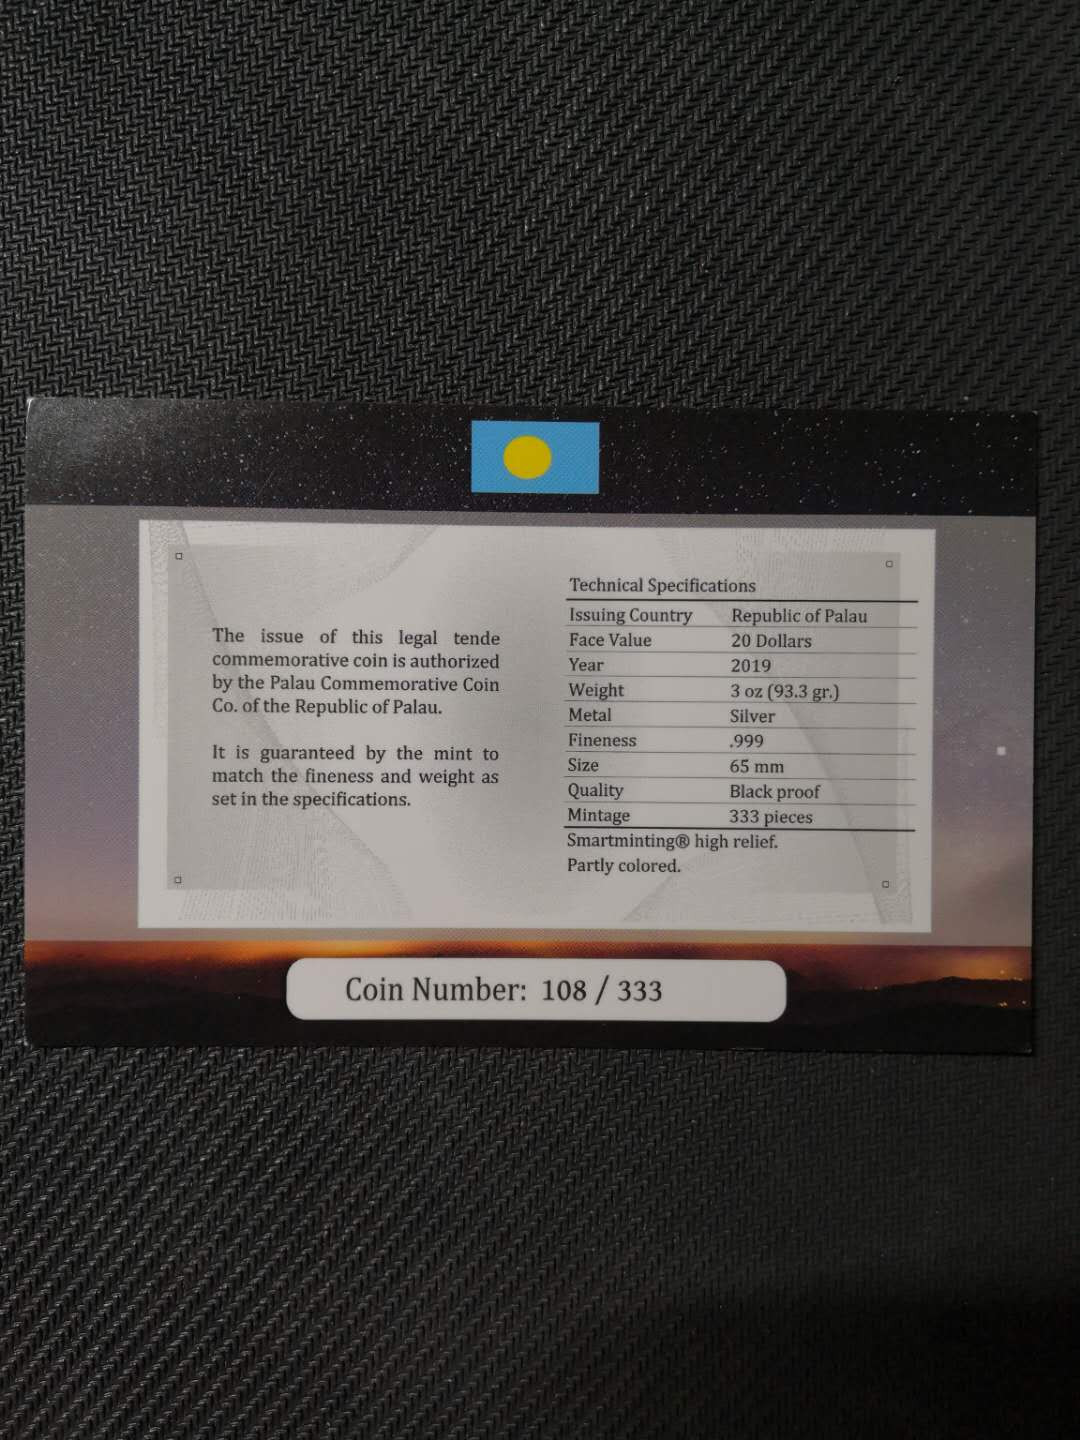 The issue of this legal tende
commemorative coin is authorized
by the Palau Commemorative Coin
Co. of the Republic of Palau.
It is guaranteed by the mint to
match the fineness and weight as
set in the specifications.
Technical Specifications
Issuing Country Republic of Palau
Face Value 20 Dollars
Year 2019
Weight 3 oz (93.3 gr.)
Metal Silver
Fineness .999
Size 65 mm
Quality Black proof
Mintage 333 pieces
Smartminting® high relief.
Partly colored.
Coin Number: 108 / 333